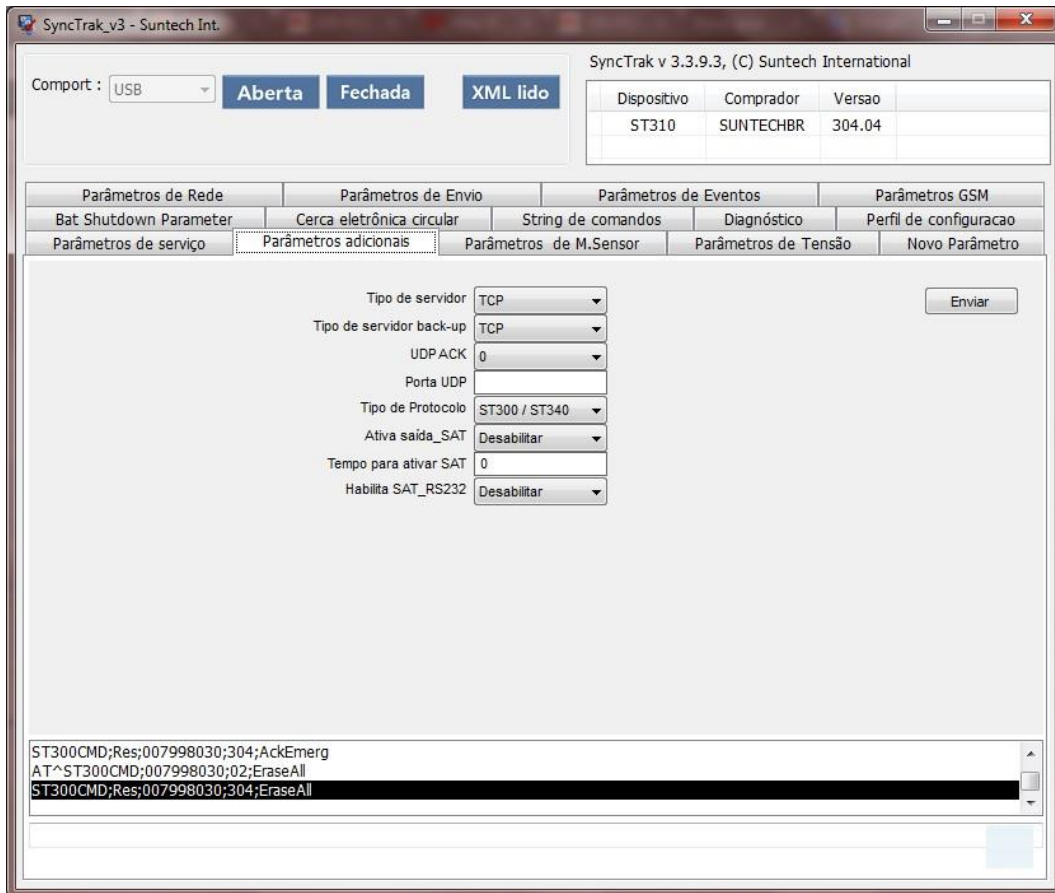 SyncTrak_v3 - Suntech Int.
SyncTrak v 3.3.9.3, (C) Suntech International
Comport : USB Aberta Fechada XML lido
Dispositivo Comprador Versao
ST310 SUNTECHBR 304.04
Parâmetros de Rede Parâmetros de Envio Parâmetros de Eventos Parâmetros GSM
Bat Shutdown Parameter Cerca eletrônica circular String de comandos Diagnóstico Perfil de configuracao
Parâmetros de serviço Parâmetros adicionais Parâmetros de M.Sensor Parâmetros de Tensão Novo Parâmetro
Tipo de servidor TCP Enviar
Tipo de servidor back-up TCP
UDP ACK 0
Porta UDP
Tipo de Protocolo ST300 / ST340
Ativa saída_SAT Desabilitar
Tempo para ativar SAT 0
Habilita SAT_RS232 Desabilitar
ST300CMD;Res;007998030;304;AckEmerg
AT^ST300CMD;007998030;02;EraseAll
ST300CMD;Res;007998030;304;EraseAll